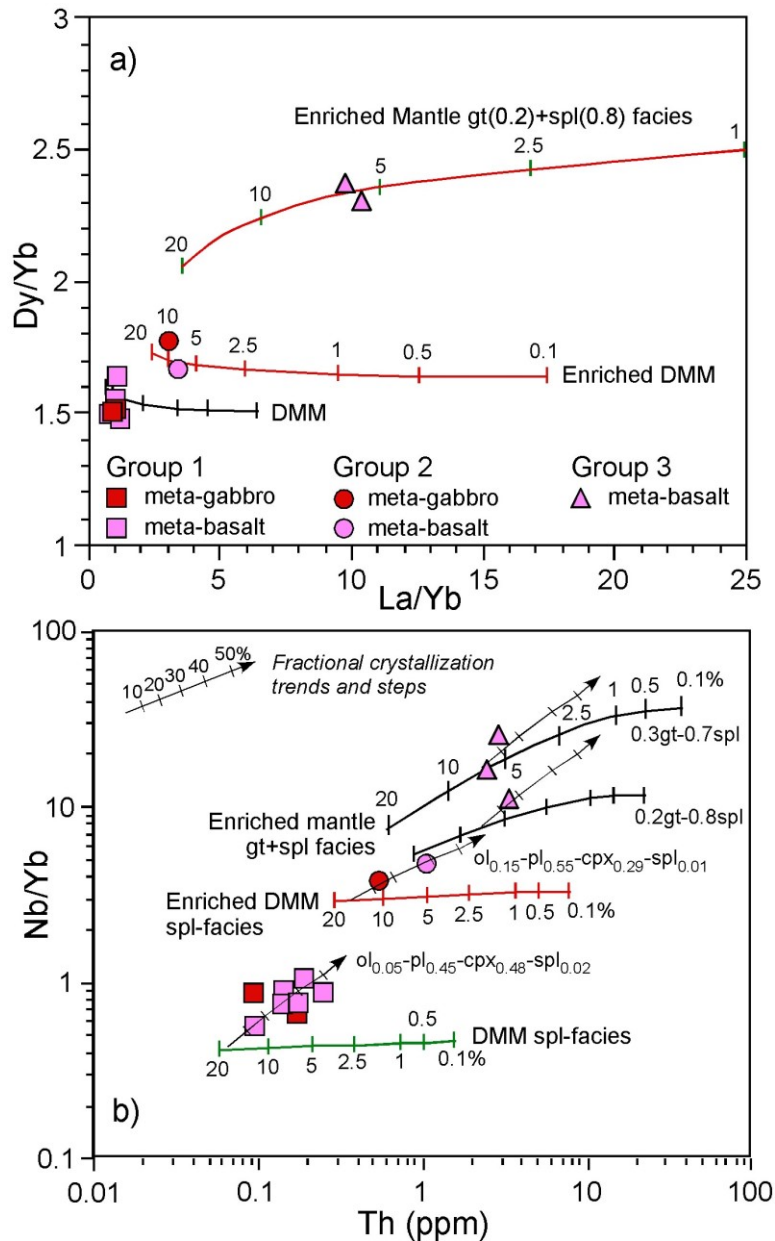 3
a)
Enriched Mantle gt(0.2)+spl(0.8) facies
1
2.5
5
10
20
2.5
Dy/Yb
2
10
20 5 2.5 1 0.5 0.1
Enriched DMM
DMM
1.5
Group 1 Group 2 Group 3
meta-gabbro meta-gabbro meta-basalt
meta-basalt meta-basalt
1
0 5 10 15 20 25
La/Yb
100
10 20 30 40 50%
Fractional crystallization
trends and steps
20 10 5 2.5 1 0.5 0.1%
0.3gt-0.7spl
10
Enriched mantle
gt+spl facies
0.2gt-0.8spl
ol0.15-pl0.55-cpx0.29-spl0.01
Enriched DMM
spl-facies
20 10 5 2.5 1 0.5 0.1%
Nb/Yb
1
ol0.05-pl0.45-cpx0.48-spl0.02
0.5
DMM spl-facies
20 10 5 2.5 1 0.1%
b)
0.1
0.01 0.1 1 10 100
Th (ppm)